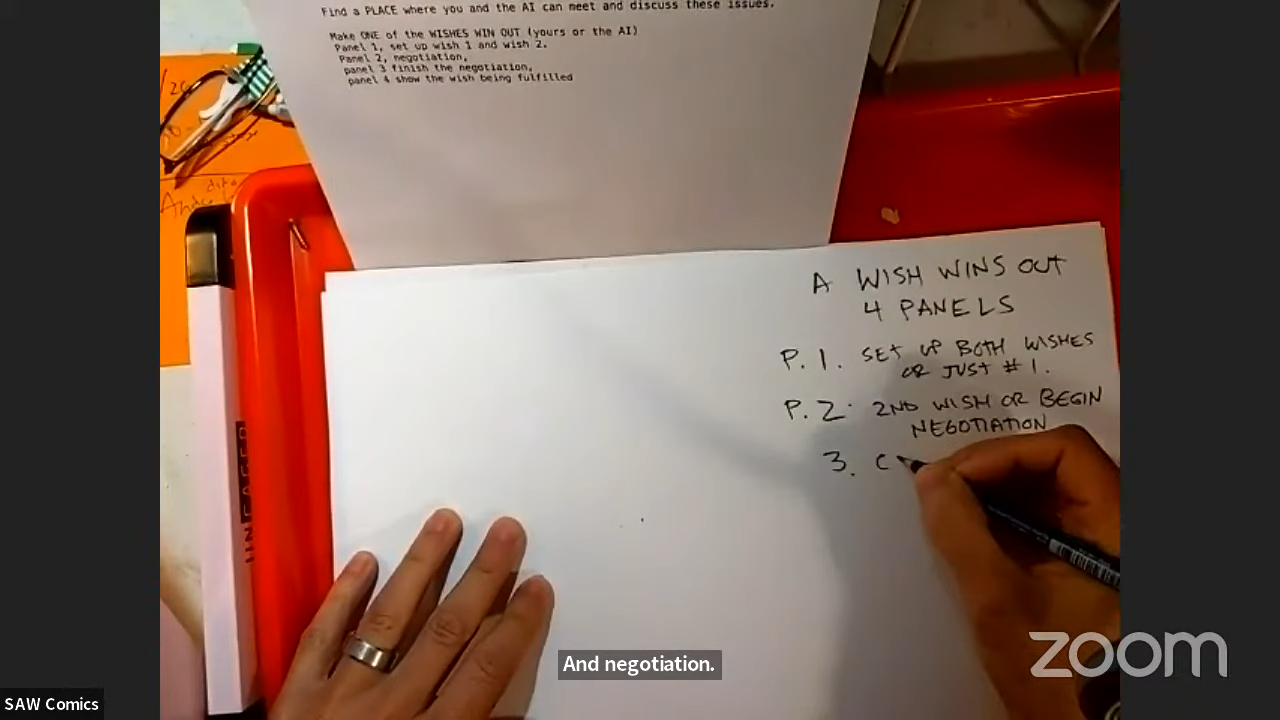 Find a PLACE where you and the AI can meet and discuss these issues.
Make ONE of the WISHES WIN OUT (yours or the AI)
Panel 1, set up wish 1 and wish 2,
Panel 2, negotiation,
panel 3 finish the negotiation,
panel 4 show the wish being fulfilled
A WISH WINS OUT
4 PANELS
P. 1. SET UP BOTH WISHES
OR JUST #1.
P. 2. 2ND WISH OR BEGIN
NEGOTIATION
3. C
And negotiation.
zoom
SAW Comics